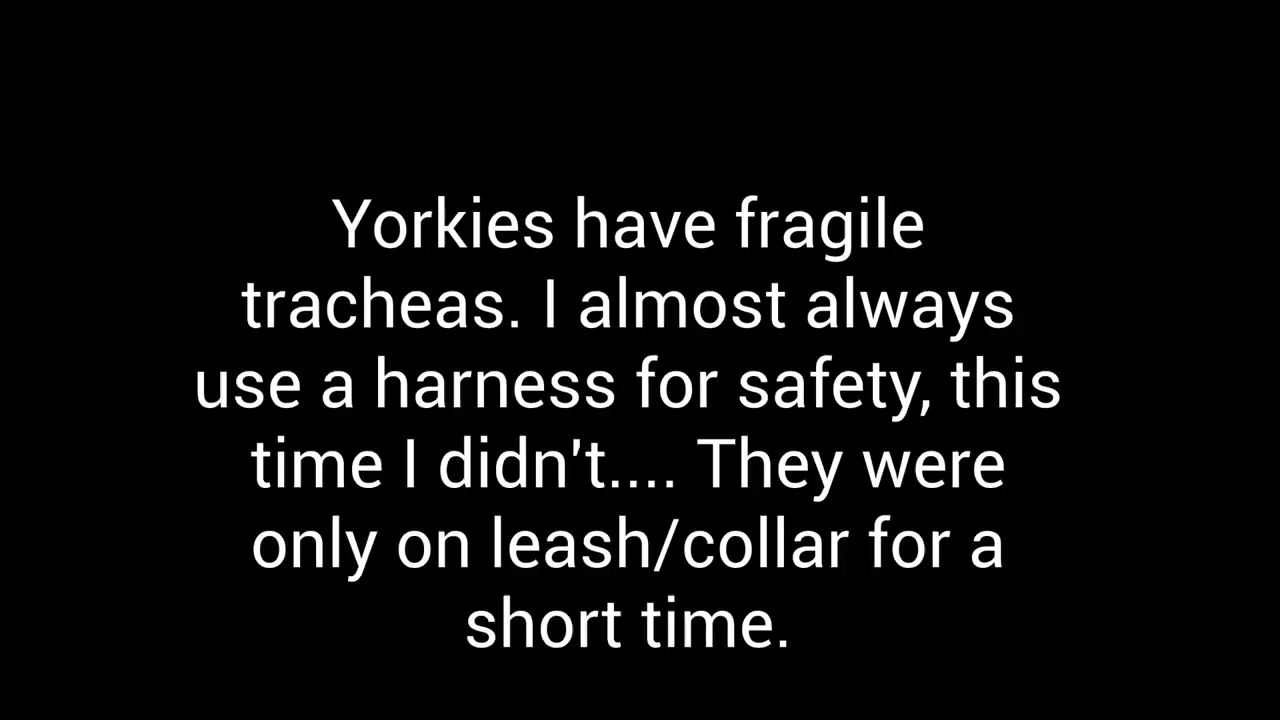 Yorkies have fragile
tracheas. I almost always
use a harness for safety, this
time I didn't.... They were
only on leash/collar for a
short time.